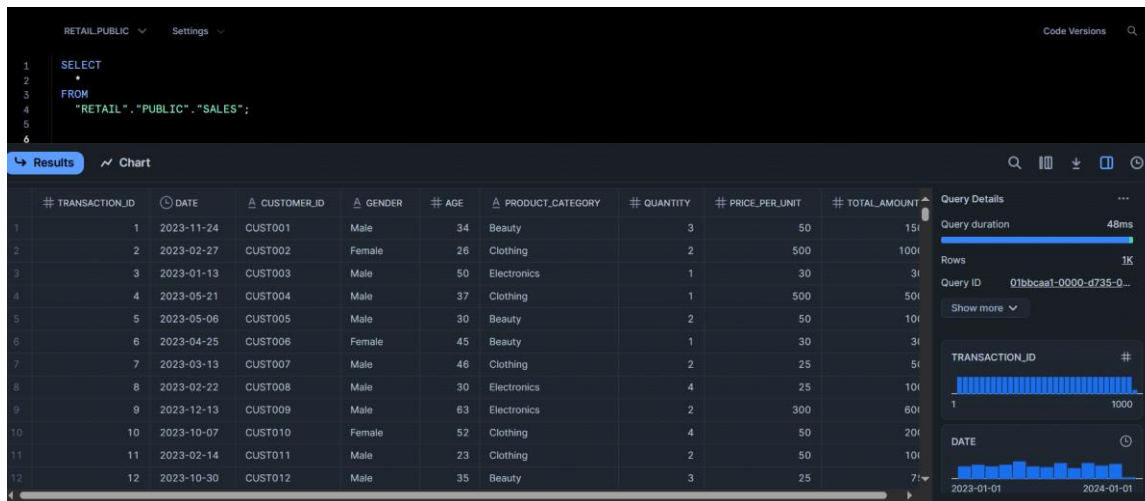 RETAIL.PUBLIC Settings Code Versions
1 SELECT
2 *
3 FROM
4 "RETAIL"."PUBLIC"."SALES";
5
6
Results Chart
# TRANSACTION_ID DATE A CUSTOMER_ID A GENDER # AGE A PRODUCT_CATEGORY # QUANTITY # PRICE_PER_UNIT # TOTAL_AMOUNT
1 1 2023-11-24 CUST001 Male 34 Beauty 3 50
2 2 2023-02-27 CUST002 Female 26 Clothing 2 500
3 3 2023-01-13 CUST003 Male 50 Electronics 1 30
4 4 2023-05-21 CUST004 Male 37 Clothing 1 500
5 5 2023-05-06 CUST005 Male 30 Beauty 2 50
6 6 2023-04-25 CUST006 Female 45 Beauty 1 30
7 7 2023-03-13 CUST007 Male 46 Clothing 2 25
8 8 2023-02-22 CUST008 Male 30 Electronics 4 25
9 9 2023-12-13 CUST009 Male 63 Electronics 2 300
10 10 2023-10-07 CUST010 Female 52 Clothing 4 50
11 11 2023-02-14 CUST011 Male 23 Clothing 2 50
12 12 2023-10-30 CUST012 Male 35 Beauty 3 25
Query Details ...
Query duration 48ms
Rows 1K
Query ID 01bbcaa1-0000-d735-0...
Show more
TRANSACTION_ID #
1 1000
DATE
2023-01-01 2024-01-01